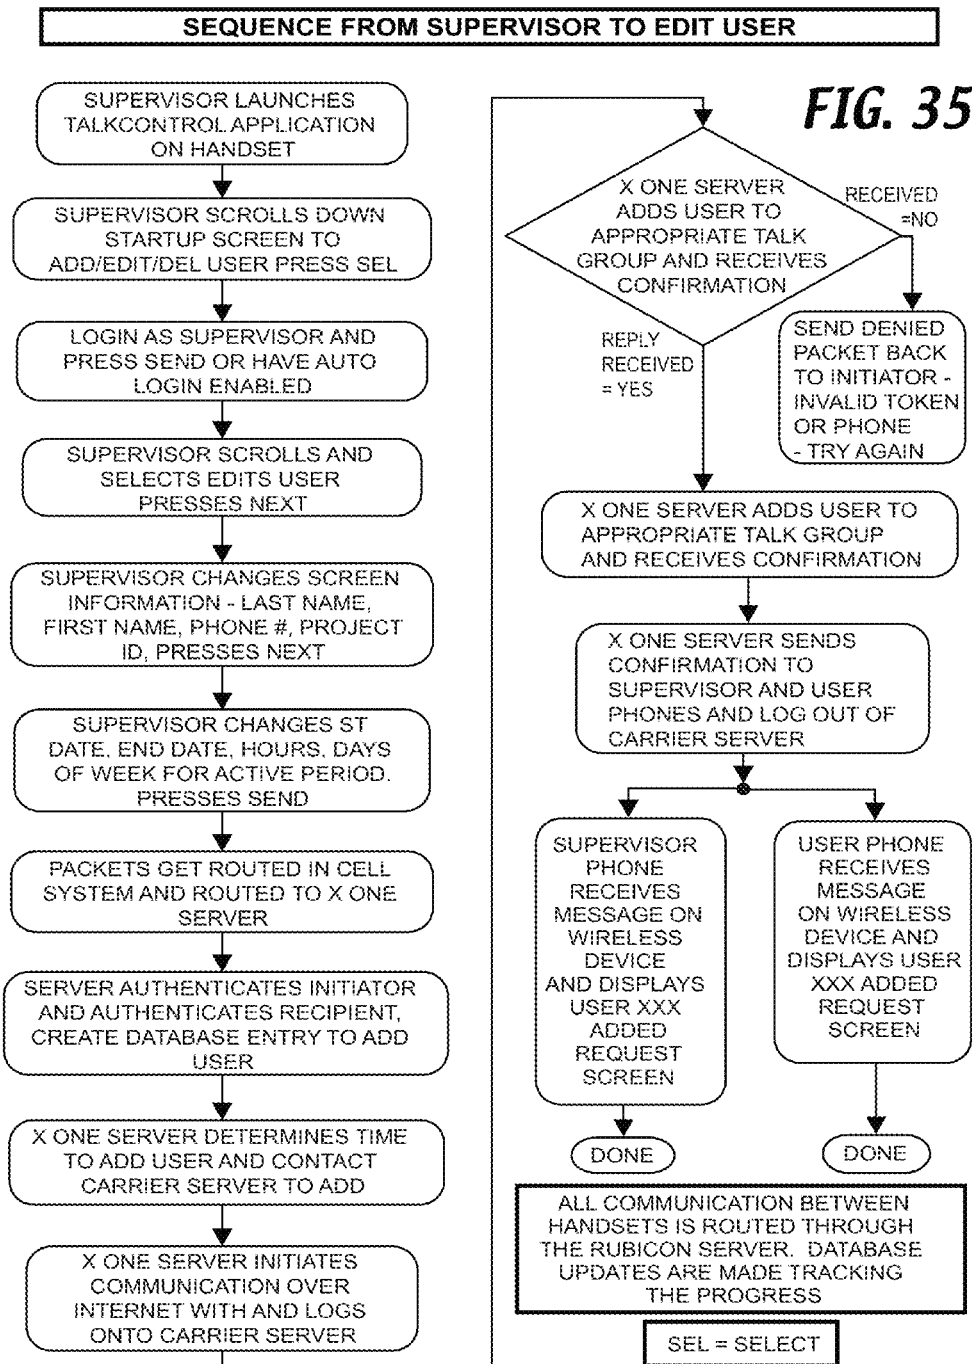 SEQUENCE FROM SUPERVISOR TO EDIT USER
FIG. 35
SUPERVISOR LAUNCHES
TALKCONTROL APPLICATION
ON HANDSET
SUPERVISOR SCROLLS DOWN
STARTUP SCREEN TO
ADD/EDIT/DEL USER PRESS SEL
LOGIN AS SUPERVISOR AND
PRESS SEND OR HAVE AUTO
LOGIN ENABLED
SUPERVISOR SCROLLS AND
SELECTS EDITS USER
PRESSES NEXT
SUPERVISOR CHANGES SCREEN
INFORMATION - LAST NAME,
FIRST NAME, PHONE #, PROJECT
ID, PRESSES NEXT
SUPERVISOR CHANGES ST
DATE, END DATE, HOURS, DAYS
OF WEEK FOR ACTIVE PERIOD.
PRESSES SEND
PACKETS GET ROUTED IN CELL
SYSTEM AND ROUTED TO X ONE
SERVER
SERVER AUTHENTICATES INITIATOR
AND AUTHENTICATES RECIPIENT,
CREATE DATABASE ENTRY TO ADD
USER
X ONE SERVER DETERMINES TIME
TO ADD USER AND CONTACT
CARRIER SERVER TO ADD
X ONE SERVER INITIATES
COMMUNICATION OVER
INTERNET WITH AND LOGS
ONTO CARRIER SERVER
X ONE SERVER
ADDS USER TO
APPROPRIATE TALK
GROUP AND RECEIVES
CONFIRMATION
RECEIVED
=NO
REPLY
RECEIVED
= YES
SEND DENIED
PACKET BACK
TO INITIATOR -
INVALID TOKEN
OR PHONE
- TRY AGAIN
X ONE SERVER ADDS USER TO
APPROPRIATE TALK GROUP
AND RECEIVES CONFIRMATION
X ONE SERVER SENDS
CONFIRMATION TO
SUPERVISOR AND USER
PHONES AND LOG OUT OF
CARRIER SERVER
SUPERVISOR
PHONE
RECEIVES
MESSAGE ON
WIRELESS
DEVICE
AND DISPLAYS
USER XXX
ADDED
REQUEST
SCREEN
USER PHONE
RECEIVES
MESSAGE
ON WIRELESS
DEVICE AND
DISPLAYS USER
XXX ADDED
REQUEST
SCREEN
DONE
DONE
ALL COMMUNICATION BETWEEN
HANDSETS IS ROUTED THROUGH
THE RUBICON SERVER. DATABASE
UPDATES ARE MADE TRACKING
THE PROGRESS
SEL = SELECT